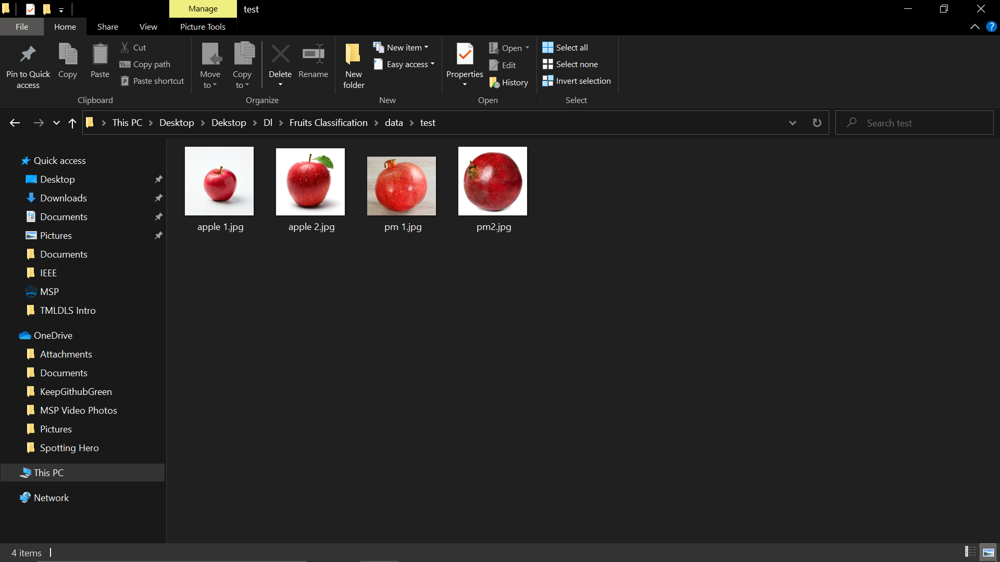 Manage
test
File
Home
Share
View
Picture Tools
?
Pin to Quick access
Copy
Paste
Cut
Copy path
Paste shortcut
Clipboard
Move to
Copy to
Delete
Rename
Organize
New folder
New item
Easy access
New
Properties
Open
Edit
History
Open
Select all
Select none
Invert selection
Select
This PC > Desktop > Dekstop > Dl > Fruits Classification > data > test
Search test
Quick access
Desktop
Downloads
Documents
Pictures
Documents
IEEE
MSP
TMLDLS Intro
OneDrive
Attachments
Documents
KeepGithubGreen
MSP Video Photos
Pictures
Spotting Hero
This PC
Network
apple 1.jpg
apple 2.jpg
pm 1.jpg
pm2.jpg
4 items